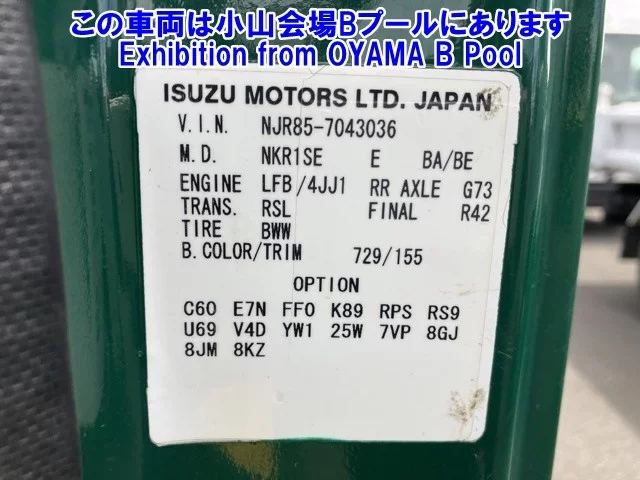 この車両は小山会場Bプールにあります
Exhibition from OYAMA B Pool
ISUZU MOTORS LTD. JAPAN
V.I.N. NJR85-7043036
M.D. NKR1SE E BA/BE
ENGINE LFB/4JJ1 RR AXLE G73
TRANS. RSL FINAL R42
TIRE BWW
B.COLOR/TRIM 729/155
OPTION
C60 E7N FF0 K89 RPS RS9
U69 V4D YW1 25W 7VP 8GJ
8JM 8KZ